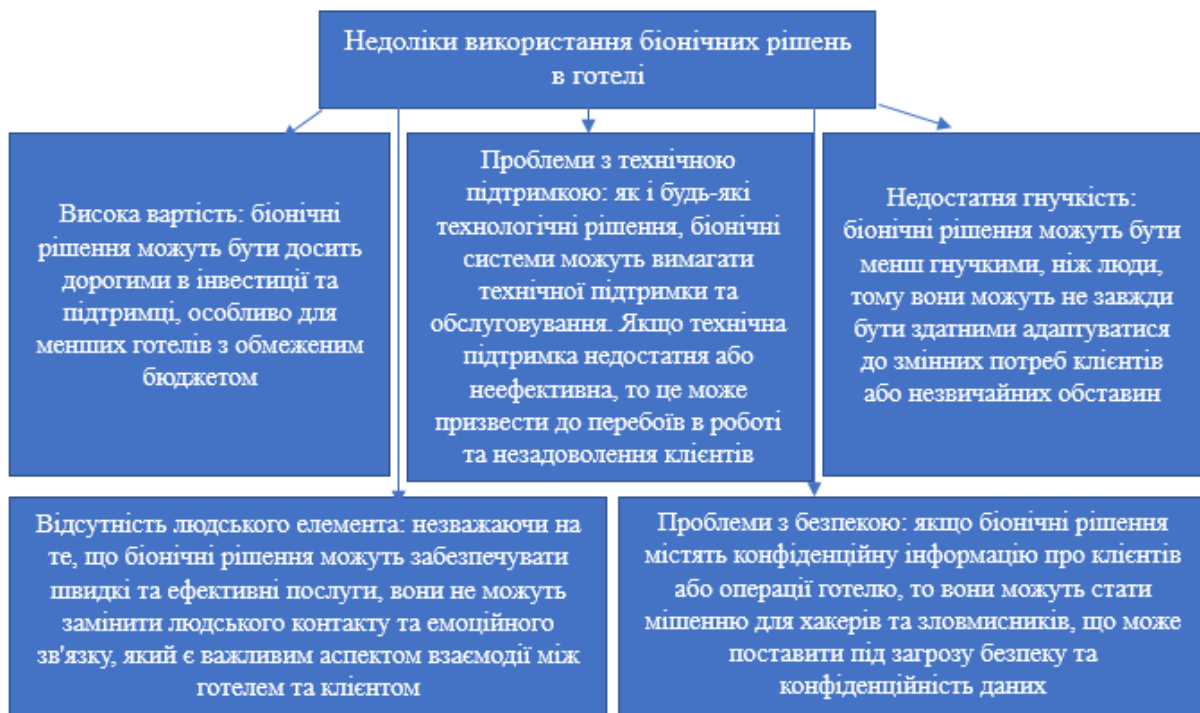 Недоліки використання біонічних рішень
в готелі
Висока вартість: біонічні
рішення можуть бути досить
дорогими в інвестиції та
підтримці, особливо для
менших готелів з обмеженим
бюджетом
Проблеми з технічною
підтримкою: як і будь-які
технологічні рішення, біонічні
системи можуть вимагати
технічної підтримки та
обслуговування. Якщо технічна
підтримка недостатня або
неефективна, то це може
призвести до перебоїв в роботі
та незадоволення клієнтів
Недостатня гнучкість:
біонічні рішення можуть бути
менш гнучкими, ніж люди,
тому вони можуть не завжди
бути здатними адаптуватися
до змінних потреб клієнтів
або незвичайних обставин
Відсутність людського елемента: незважаючи на
те, що біонічні рішення можуть забезпечувати
швидкі та ефективні послуги, вони не можуть
замінити людського контакту та емоційного
зв'язку, який є важливим аспектом взаємодії між
готелем та клієнтом
Проблеми з безпекою: якщо біонічні рішення
містять конфіденційну інформацію про клієнтів
або операції готелю, то вони можуть стати
мішенню для хакерів та зловмисників, що може
поставити під загрозу безпеку та
конфіденційність даних